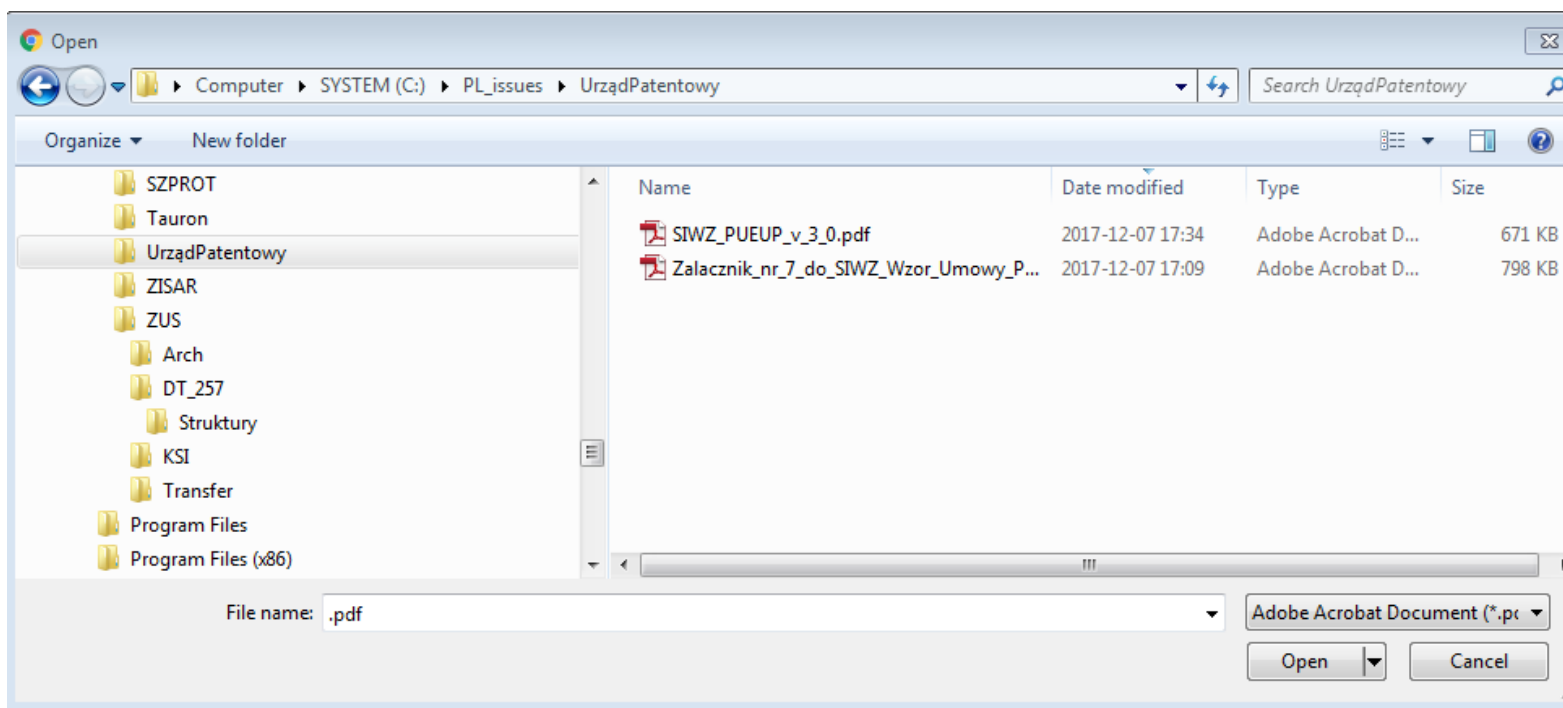 Open
Computer ▸ SYSTEM (C:) ▸ PL_issues ▸ UrządPatentowy
Search UrządPatentowy
Organize
New folder
SZPROT
Tauron
UrządPatentowy
ZISAR
ZUS
Arch
DT_257
Struktury
KSI
Transfer
Program Files
Program Files (x86)
Name Date modified Type Size
SIWZ_PUEUP_v_3_0.pdf 2017-12-07 17:34 Adobe Acrobat D... 671 KB
Zalacznik_nr_7_do_SIWZ_Wzor_Umowy_P... 2017-12-07 17:09 Adobe Acrobat D... 798 KB
File name: .pdf
Adobe Acrobat Document (*.pc
Open Cancel